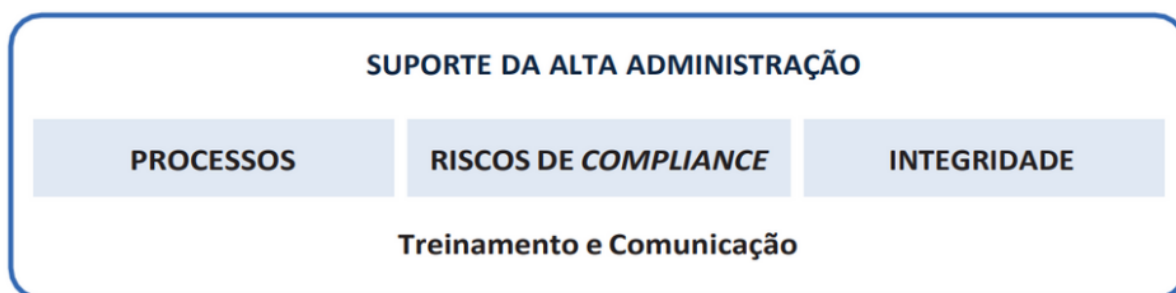 SUPORTE DA ALTA ADMINISTRAÇÃO
PROCESSOS
RISCOS DE COMPLIANCE
INTEGRIDADE
Treinamento e Comunicação